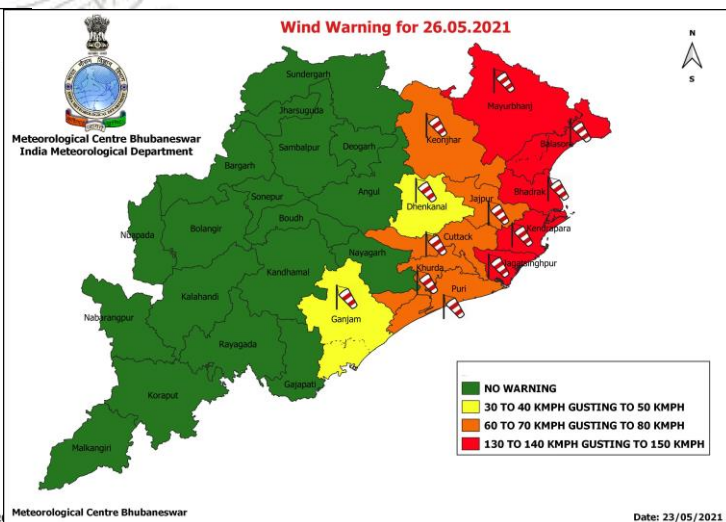 Wind Warning for 26.05.2021
N
S
Meteorological Centre Bhubaneswar
India Meteorological Department
Sundergarh
Mayurbhanj
Jharsuguda
Keonjhar
Balasore
Sambalpur
Deogarh
Bargarh
Angul
Bhadrak
Sonepur
Dhenkanal
Jajpur
Nuapada
Bolangir
Boudh
Kendrapara
Cuttack
Nayagarh
Jagatsinghpur
Kandhamal
Khurda
Kalahandi
Puri
Nabarangpur
Ganjam
Rayagada
Gajapati
Koraput
Malkangiri
NO WARNING
30 TO 40 KMPH GUSTING TO 50 KMPH
60 TO 70 KMPH GUSTING TO 80 KMPH
130 TO 140 KMPH GUSTING TO 150 KMPH
Meteorological Centre Bhubaneswar
Date: 23/05/2021